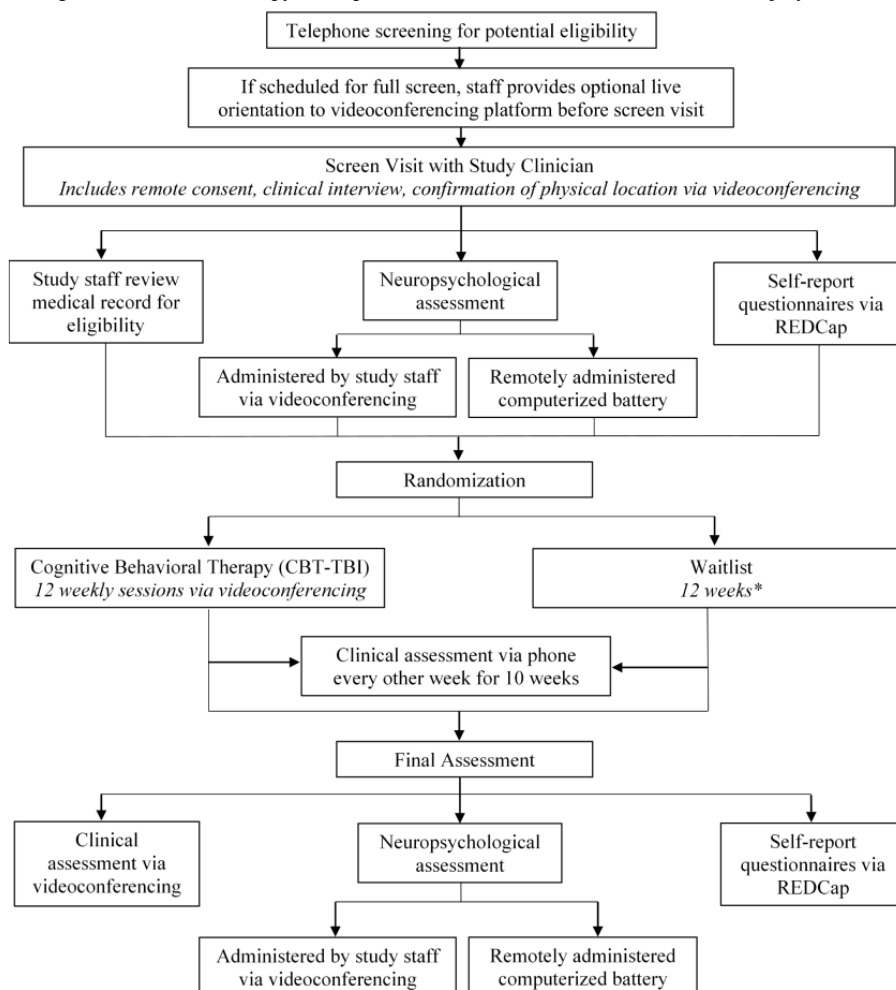 Telephone screening for potential eligibility
If scheduled for full screen, staff provides optional live
orientation to videoconferencing platform before screen visit
Screen Visit with Study Clinician
Includes remote consent, clinical interview, confirmation of physical location via videoconferencing
Study staff review
medical record for
eligibility
Neuropsychological
assessment
Self-report
questionnaires via
REDCap
Administered by study staff
via videoconferencing
Remotely administered
computerized battery
Randomization
Cognitive Behavioral Therapy (CBT-TBI)
12 weekly sessions via videoconferencing
Waitlist
12 weeks*
Clinical assessment via phone
every other week for 10 weeks
Final Assessment
Clinical
assessment via
videoconferencing
Neuropsychological
assessment
Self-report
questionnaires via
REDCap
Administered by study staff
via videoconferencing
Remotely administered
computerized battery